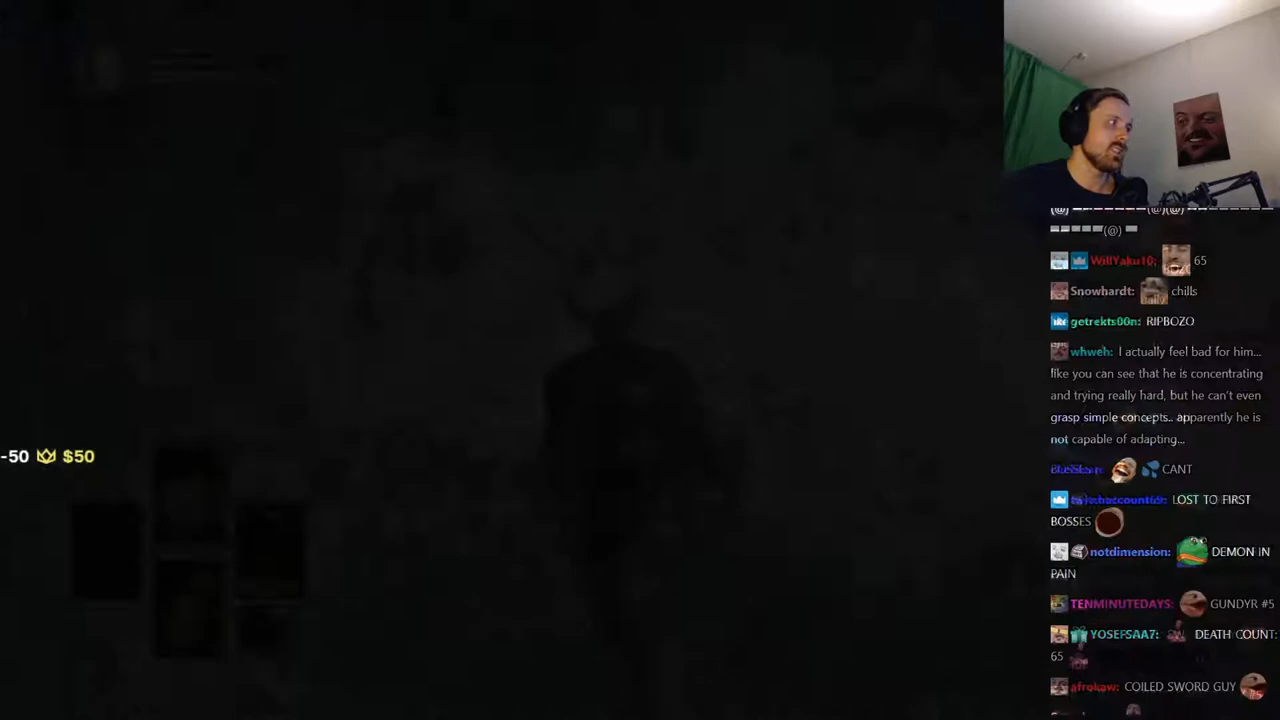 WillYaku10: 65
Snowhardt: chills
getrekts00n: RIPBOZO
whweh: I actually feel bad for him...
like you can see that he is concentrating
and trying really hard, but he can't even
grasp simple concepts.. apparently he is
not capable of adapting...
-50 $50
CANT
LOST TO FIRST
BOSSES
notdimension: DEMON IN
PAIN
TENMINUTEDAYS: GUNDYR #5
YOSEFSAA7: DEATH COUNT:
65
afrokaw: COILED SWORD GUY